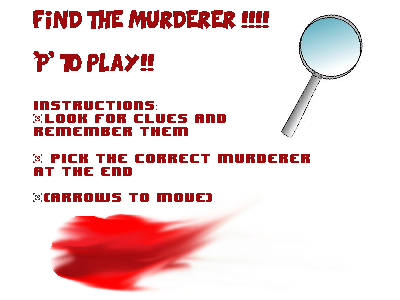 FIND THE MURDERER !!!!
'P' TO PLAY!!
INSTRUCTIONS:
LOOK FOR CLUES AND
REMEMBER THEM
PICK THE CORRECT MURDERER
AT THE END
(ARROWS TO MOVE)